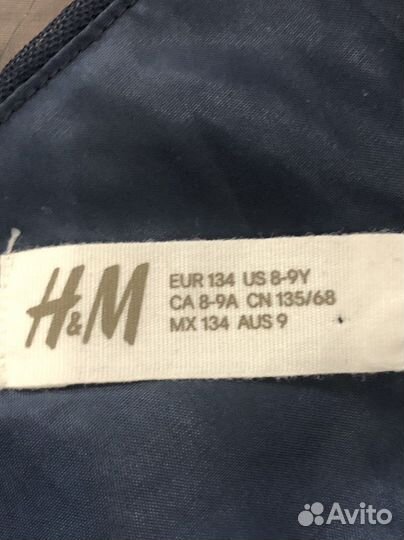 H&M
EUR 134 US 8-9Y
CA 8-9A CN 135/68
MX 134 AUS 9
Avito